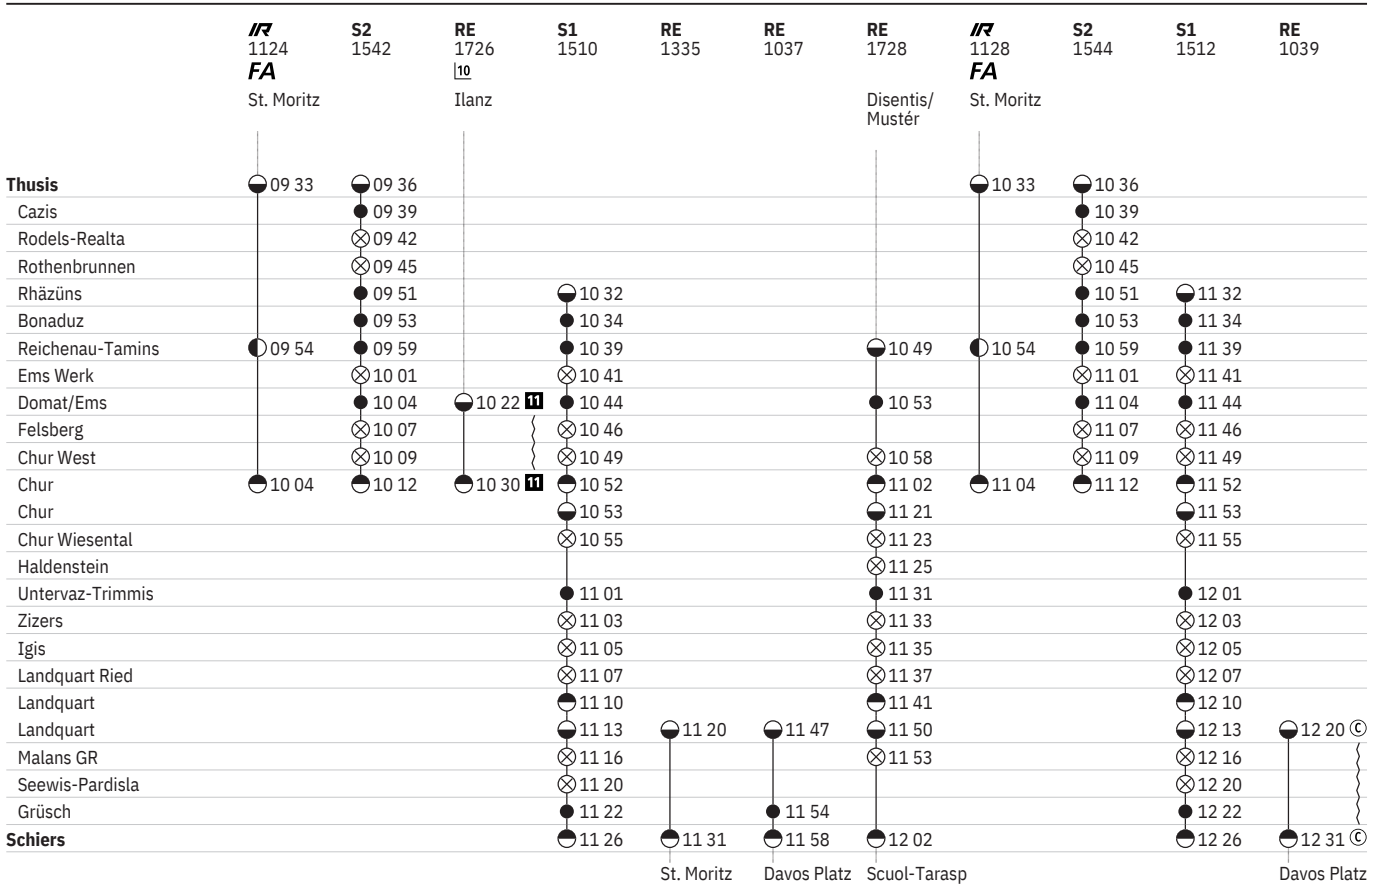 IR S2 RE S1 RE RE RE IR S2 S1 RE
1124 1542 1726 1510 1335 1037 1728 1128 1544 1512 1039
FA 10 FA
St. Moritz Ilanz Disentis/ St. Moritz
Mustér
Thusis 09 33 09 36 10 33 10 36
Cazis 09 39 10 39
Rodels-Realta 09 42 10 42
Rothenbrunnen 09 45 10 45
Rhäzüns 09 51 10 32 10 51 11 32
Bonaduz 09 53 10 34 10 53 11 34
Reichenau-Tamins 09 54 09 59 10 39 10 49 10 54 10 59 11 39
Ems Werk 10 01 10 41 11 01 11 41
Domat/Ems 10 04 10 22 11 10 44 10 53 11 04 11 44
Felsberg 10 07 10 46 11 07 11 46
Chur West 10 09 10 49 10 58 11 09 11 49
Chur 10 04 10 12 10 30 11 10 52 11 02 11 04 11 12 11 52
Chur 10 53 11 21 11 53
Chur Wiesental 10 55 11 23 11 55
Haldenstein 11 25
Untervaz-Trimmis 11 01 11 31 12 01
Zizers 11 03 11 33 12 03
Igis 11 05 11 35 12 05
Landquart Ried 11 07 11 37 12 07
Landquart 11 10 11 41 12 10
Landquart 11 13 11 20 11 47 11 50 12 13 12 20 C
Malans GR 11 16 11 53 12 16
Seewis-Pardisla 11 20 12 20
Grüsch 11 22 11 54 12 22
Schiers 11 26 11 31 11 58 12 02 12 26 12 31 C
St. Moritz Davos Platz Scuol-Tarasp Davos Platz